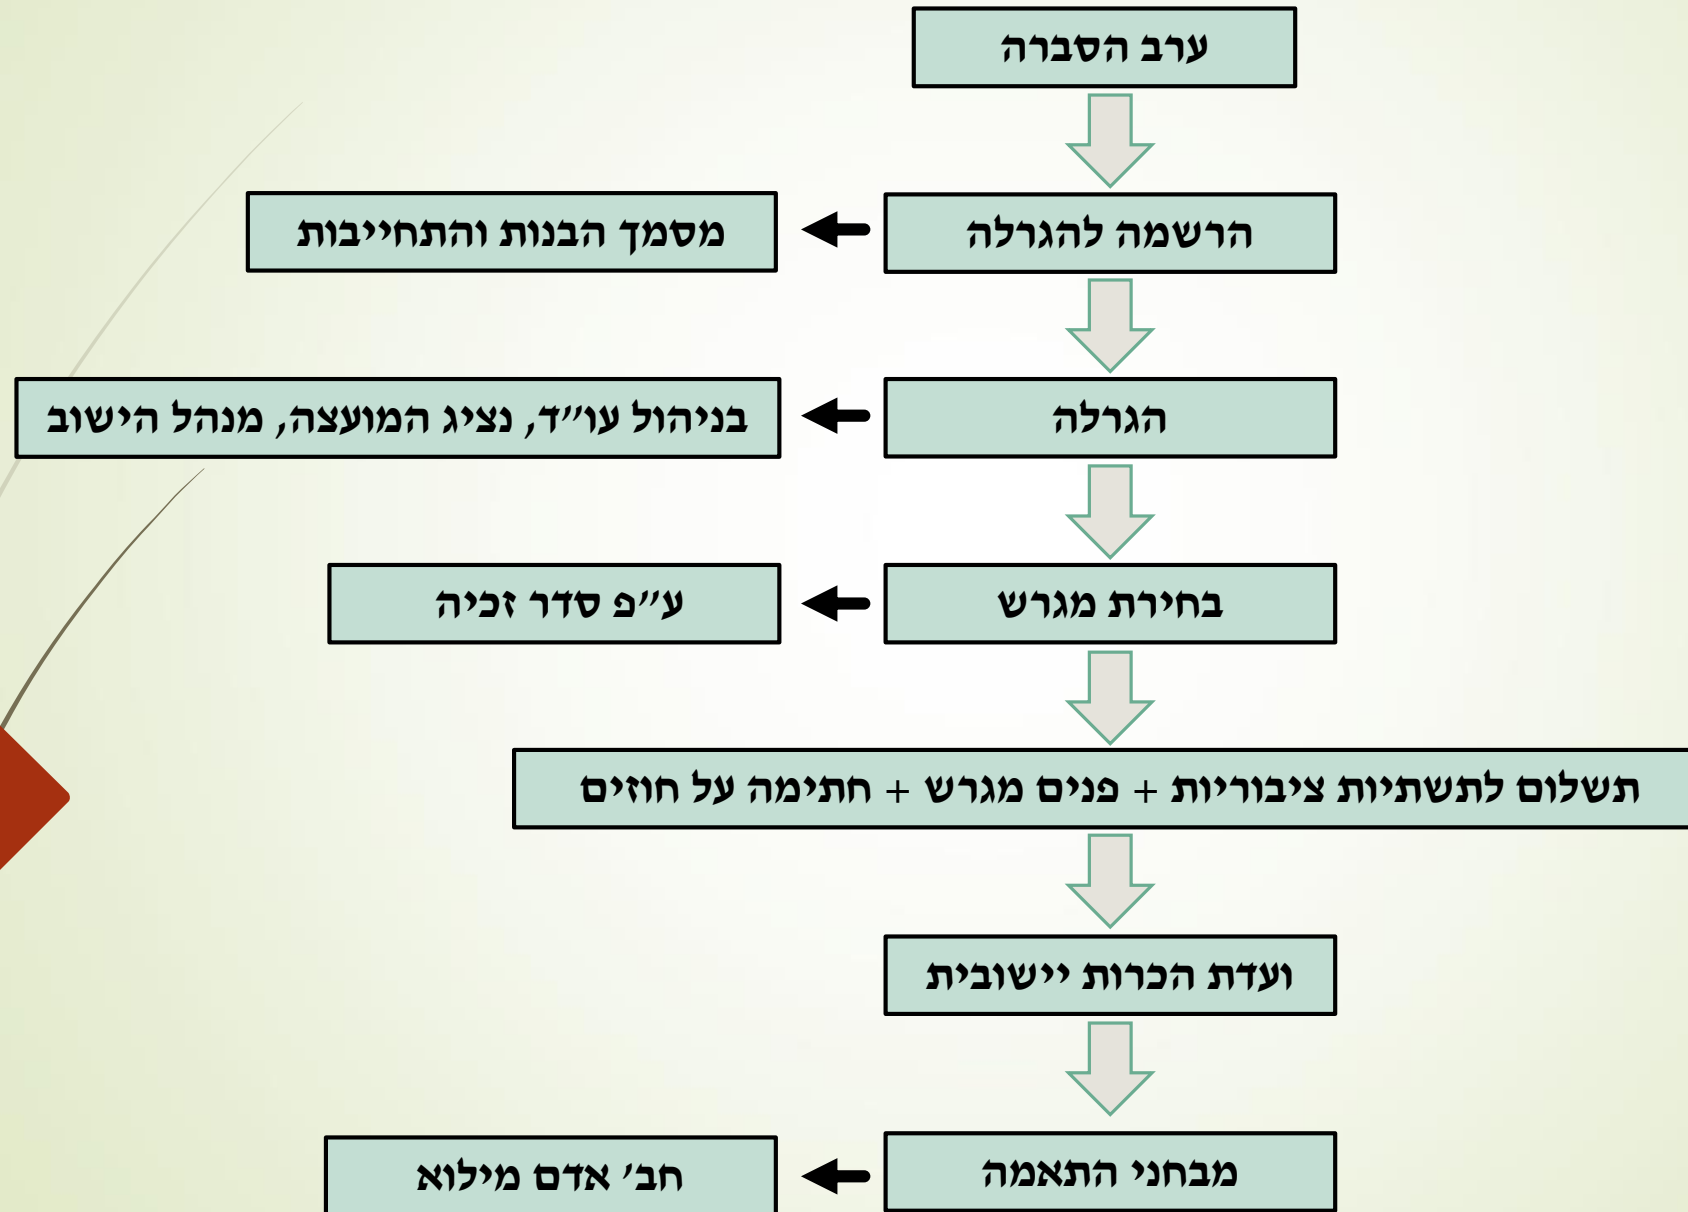 ערב הסברה
הרשמה להגרלה
מסמך הבנות והתחייבות
הגרלה
בניהול עו״ד, נציג המועצה, מנהל הישוב
בחירת מגרש
ע״פ סדר זכיה
תשלום לתשתיות ציבוריות + פנים מגרש + חתימה על חוזים
ועדת הכרות יישובית
מבחני התאמה
חב׳ אדם מילוא